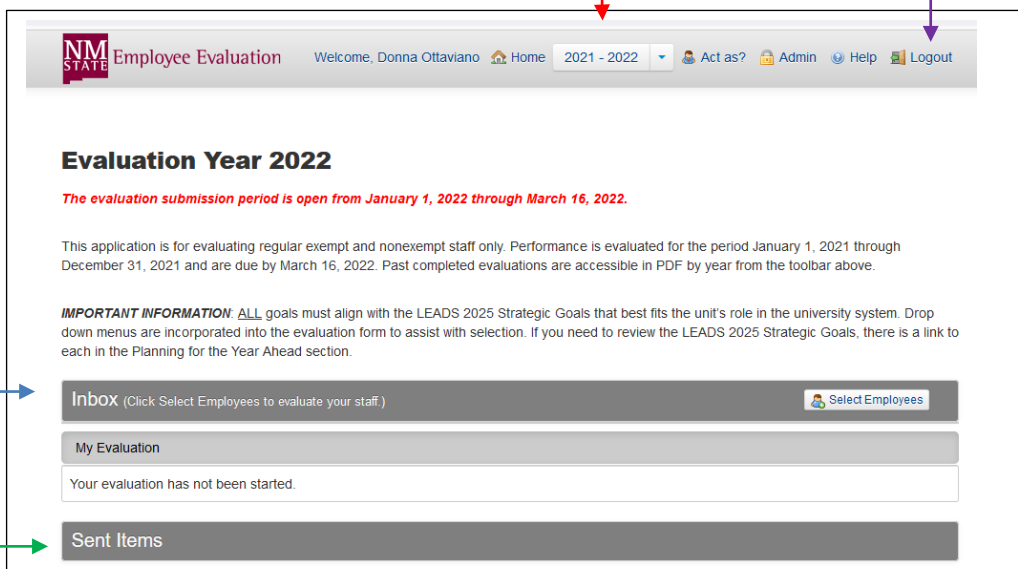 NM STATE Employee Evaluation Welcome, Donna Ottaviano Home 2021 - 2022 Act as? Admin Help Logout
Evaluation Year 2022
The evaluation submission period is open from January 1, 2022 through March 16, 2022.
This application is for evaluating regular exempt and nonexempt staff only. Performance is evaluated for the period January 1, 2021 through
December 31, 2021 and are due by March 16, 2022. Past completed evaluations are accessible in PDF by year from the toolbar above.
IMPORTANT INFORMATION: ALL goals must align with the LEADS 2025 Strategic Goals that best fits the unit's role in the university system. Drop
down menus are incorporated into the evaluation form to assist with selection. If you need to review the LEADS 2025 Strategic Goals, there is a link to
each in the Planning for the Year Ahead section.
Inbox (Click Select Employees to evaluate your staff.) Select Employees
My Evaluation
Your evaluation has not been started.
Sent Items